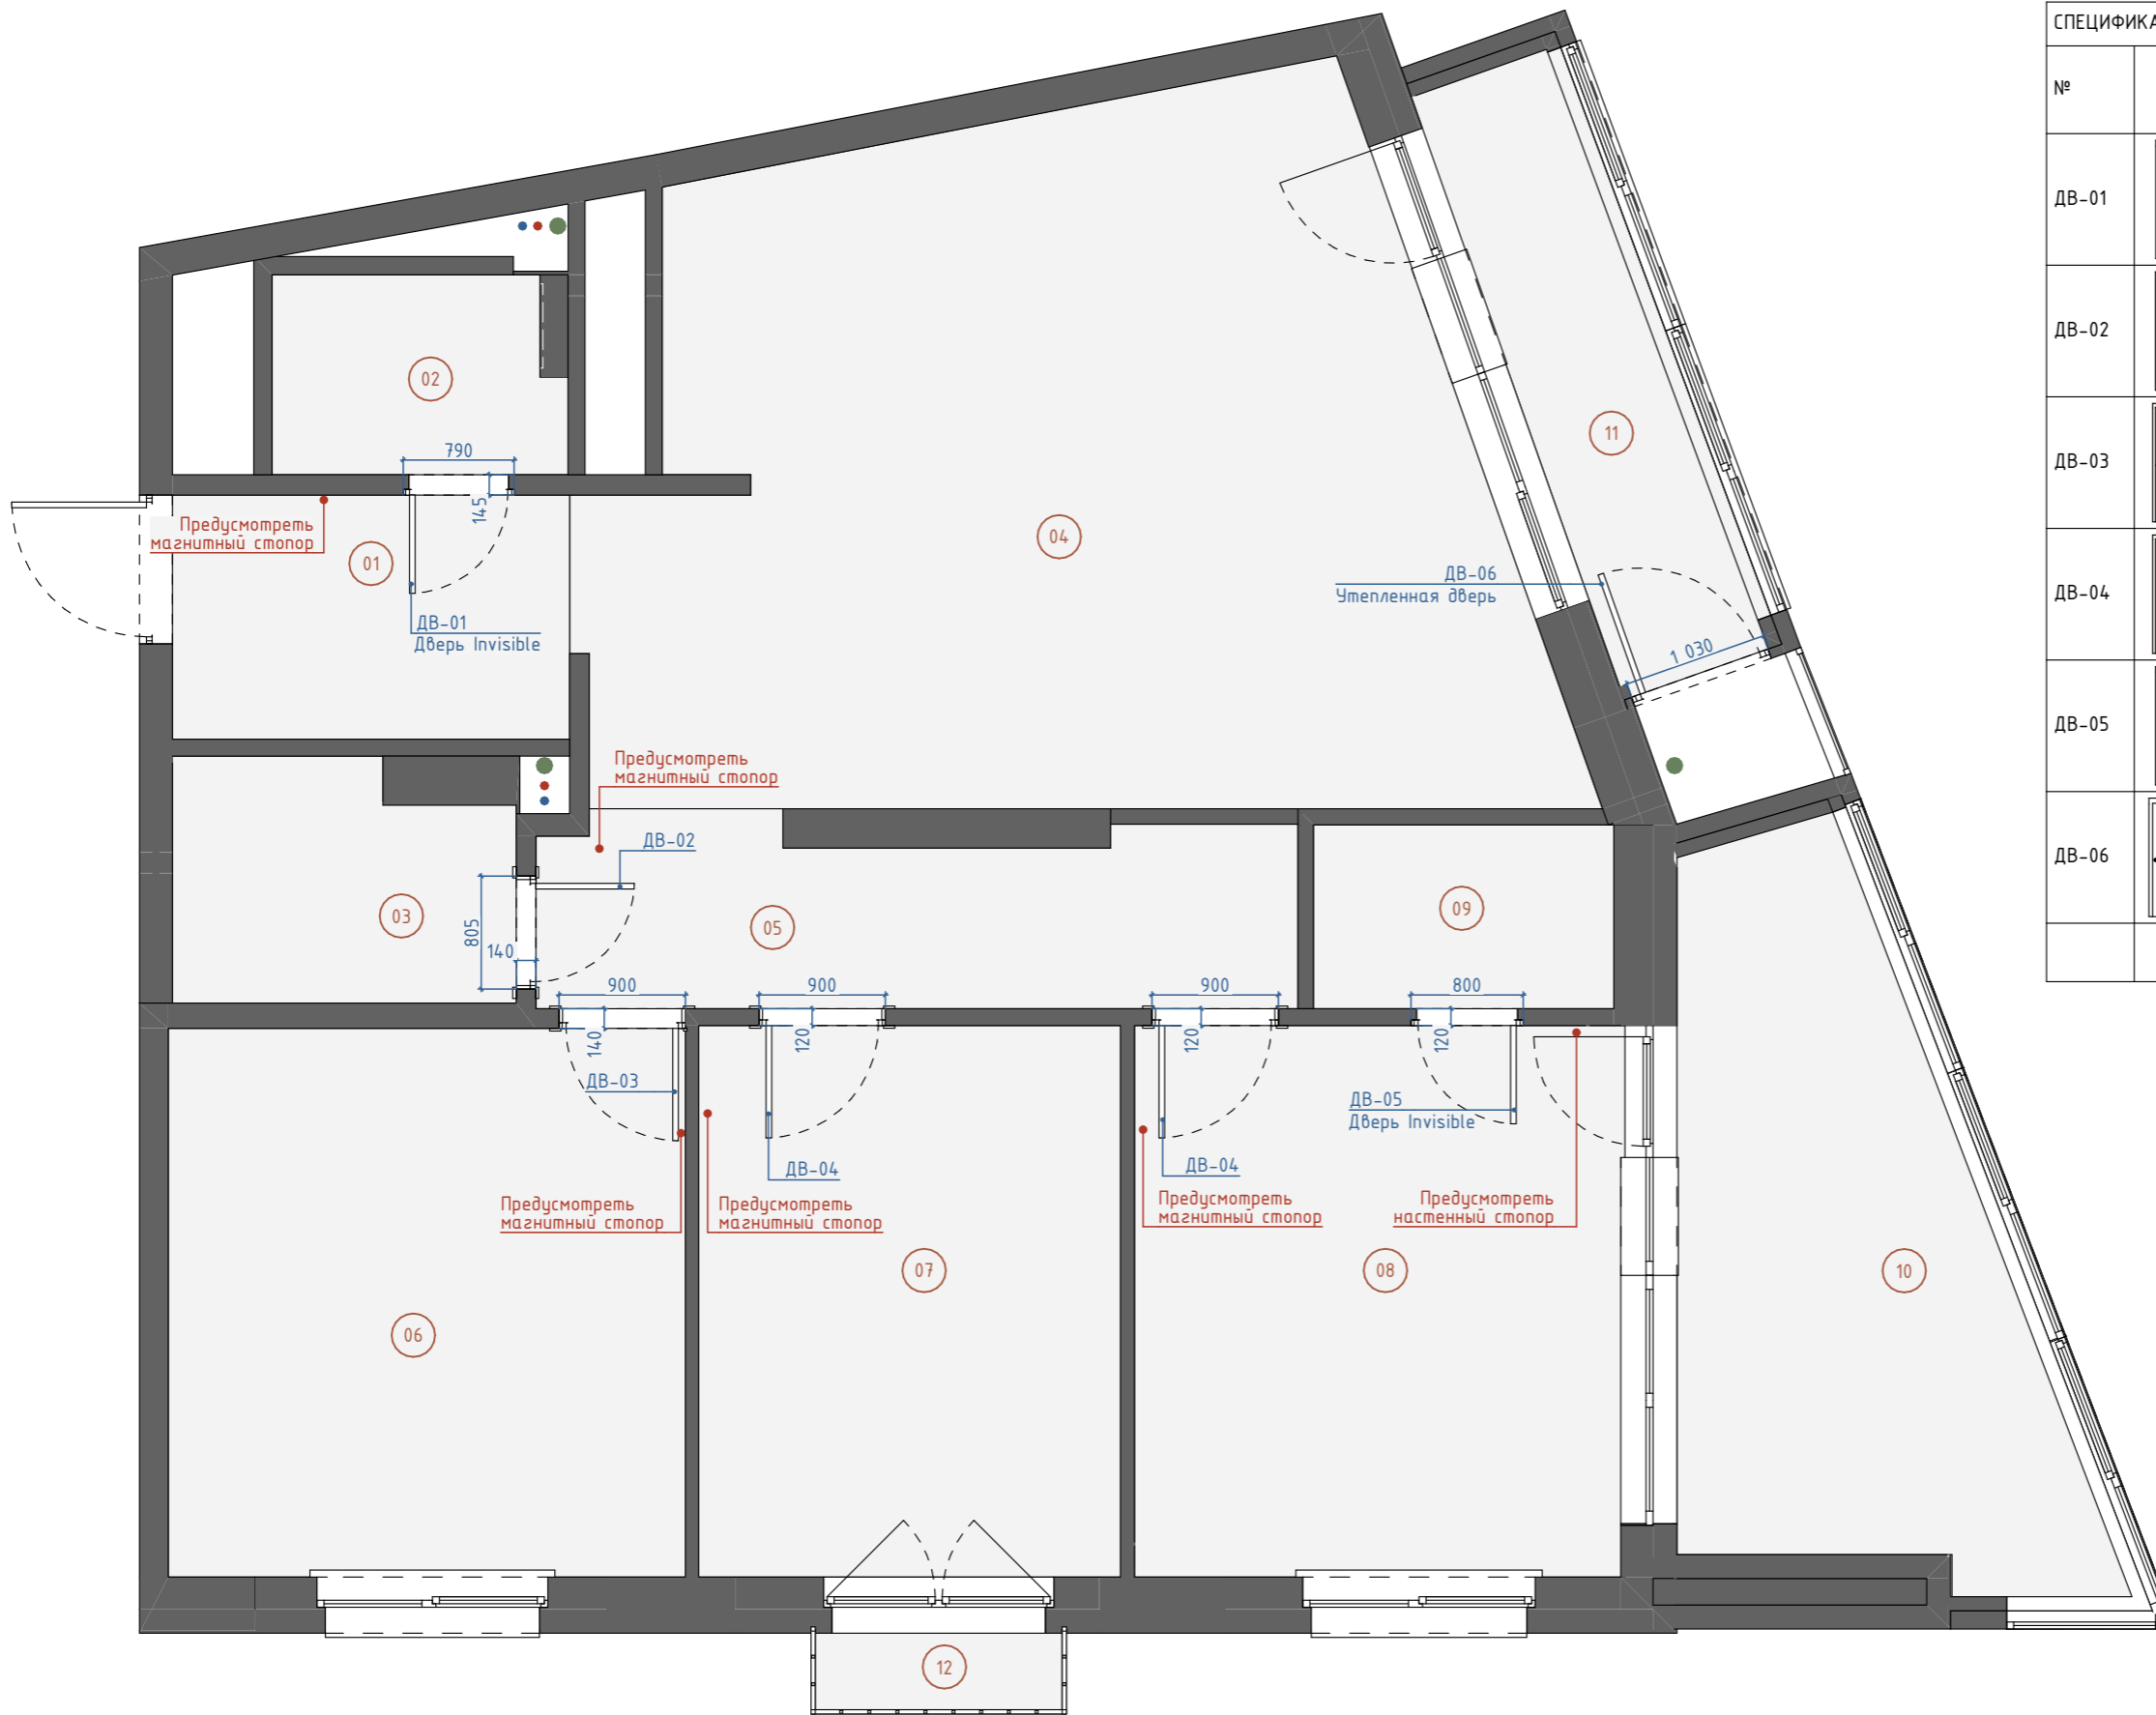 СПЕЦИФИКА
№
ДВ-01
ДВ-02
ДВ-03
ДВ-04
ДВ-05
ДВ-06
02
790
145
Предусмотреть
магнитный стопор
01
ДВ-01
Дверь Invisible
04
11
ДВ-06
Утепленная дверь
1 030
Предусмотреть
магнитный стопор
ДВ-02
03
805
140
05
09
900
140
900
120
900
120
800
120
ДВ-03
ДВ-04
ДВ-04
ДВ-05
Дверь Invisible
Предусмотреть
магнитный стопор
Предусмотреть
магнитный стопор
Предусмотреть
магнитный стопор
Предусмотреть
настенный стопор
06
07
08
10
12